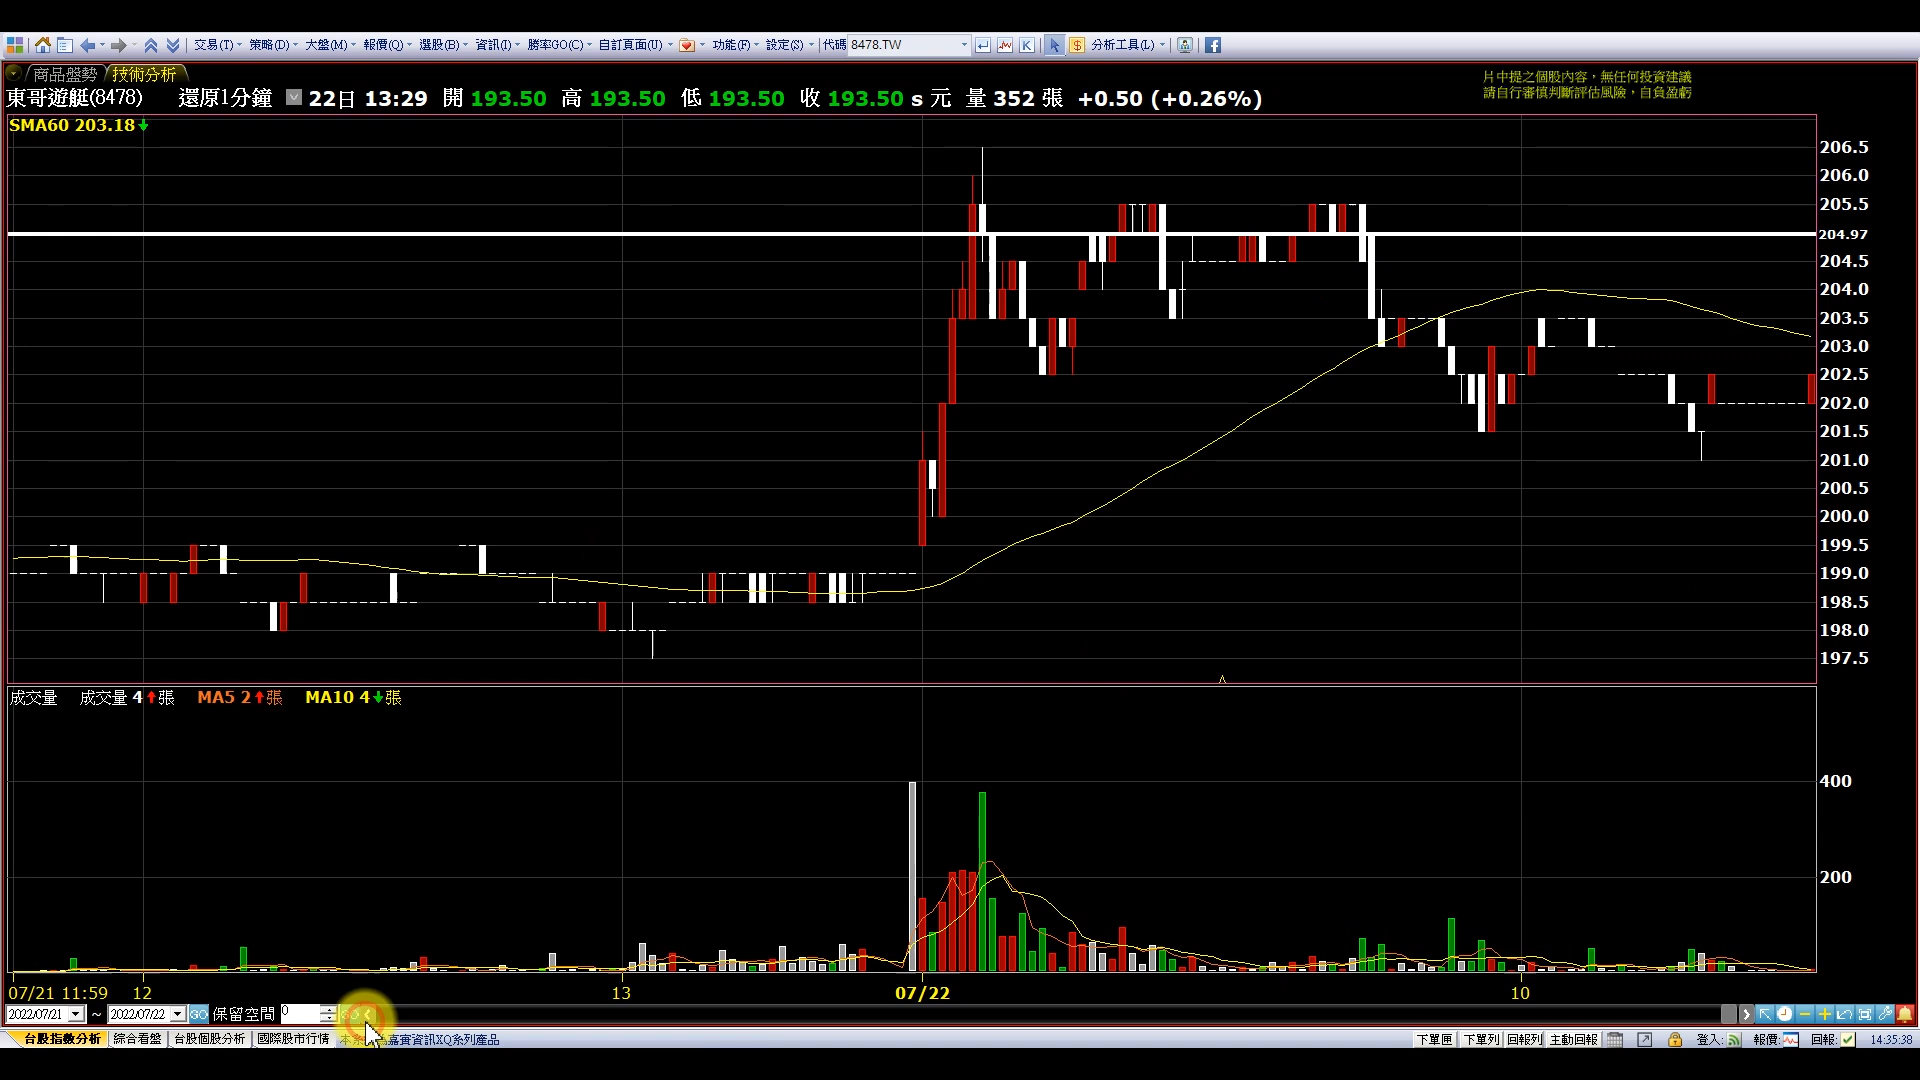 交易(T) 策略(D) 大盤(M) 報價(Q) 選股(B) 資訊(I) 勝率GO(C) 自訂頁面(U) 功能(F) 設定(S) 代碼 8478.TW K $ 分析工具(L)
商品盤勢 技術分析
片中提之個股內容，無任何投資建議
請自行審慎判斷評估風險，自負盈虧
東哥遊艇(8478) 還原1分鐘 22日 13:29 開 193.50 高 193.50 低 193.50 收 193.50 s 元 量 352 張 +0.50 (+0.26%)
SMA60 203.18
206.5
206.0
205.5
204.97
204.5
204.0
203.5
203.0
202.5
202.0
201.5
201.0
200.5
200.0
199.5
199.0
198.5
198.0
197.5
成交量 成交量 4 張 MA5 2 張 MA10 4 張
400
200
07/21 11:59 12 13 07/22 10
2022/07/21 ~ 2022/07/22 GO 保留空間 0
台股指數分析 綜合看盤 台股個股分析 國際股市行情 嘉實資訊XQ系列產品 下單匣 下單列 回報列 主動回報 登入: 報價: 回報: 14:35:38